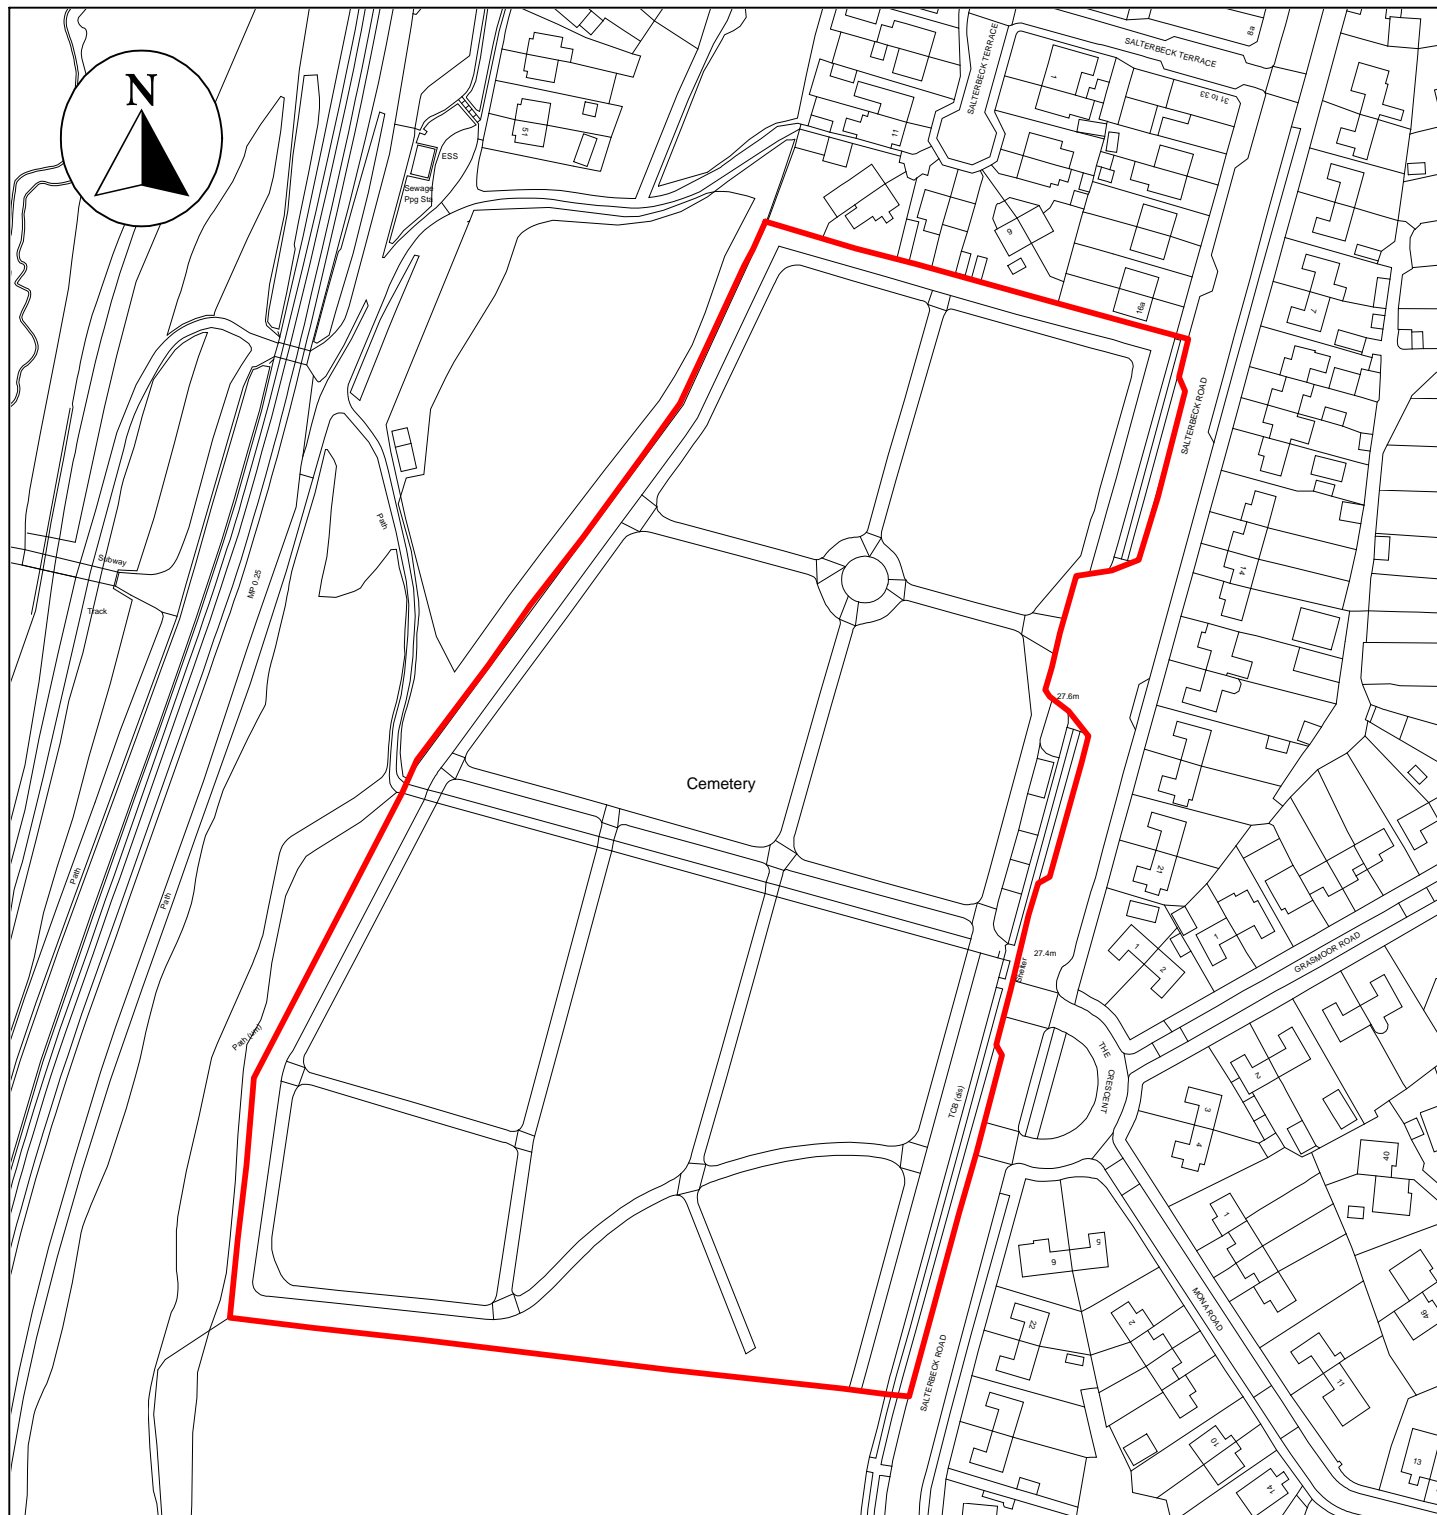 N
SALTERBECK TERRACE
SALTERBECK TERRACE
8a
31 to 33
1
11
51
ESS
Sewage
Ppg Sta
9
16a
7
SALTERBECK ROAD
Path
14
Subway
Track
MP 0.25
27.6m
Cemetery
21
Path
Path
1
1
2
GRASMOOR ROAD
27.4m
Shelter
Path (um)
THE CRESCENT
2
3
4
TCB (dis)
40
1
5
6
MONA ROAD
22
2
46
11
SALTERBECK ROAD
10
13
14